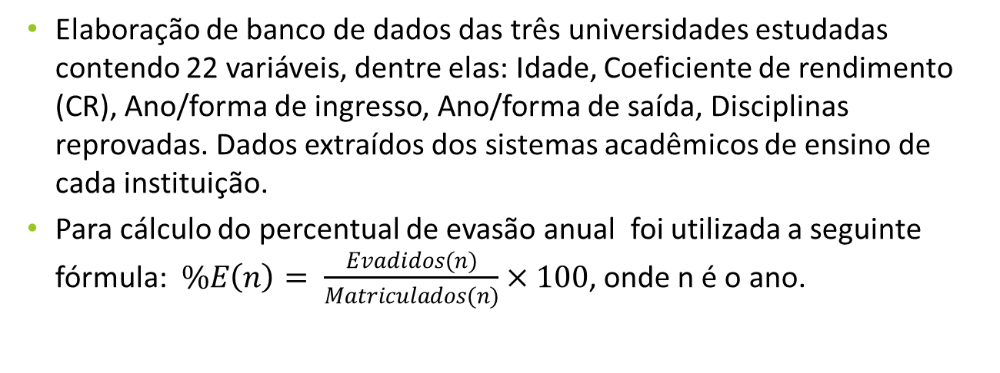 • Elaboração de banco de dados das três universidades estudadas
contendo 22 variáveis, dentre elas: Idade, Coeficiente de rendimento
(CR), Ano/forma de ingresso, Ano/forma de saída, Disciplinas
reprovadas. Dados extraídos dos sistemas acadêmicos de ensino de
cada instituição.
• Para cálculo do percentual de evasão anual  foi utilizada a seguinte
fórmula: %E(n) = Evadidos(n)/Matriculados(n) × 100, onde n é o ano.